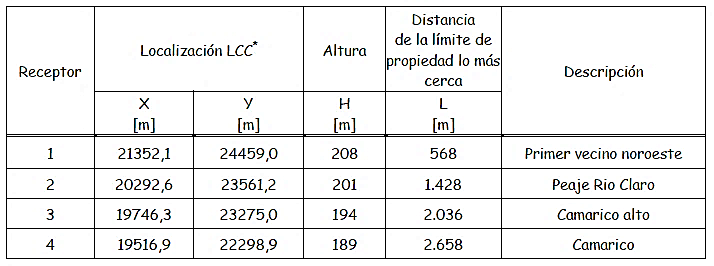 Receptor Localización LCC* Altura Distancia de la límite de propiedad lo más cerca Descripción
X [m] Y [m] H [m] L [m]
1 21352,1 24459,0 208 568 Primer vecino noroeste
2 20292,6 23561,2 201 1.428 Peaje Rio Claro
3 19746,3 23275,0 194 2.036 Camarico alto
4 19516,9 22298,9 189 2.658 Camarico